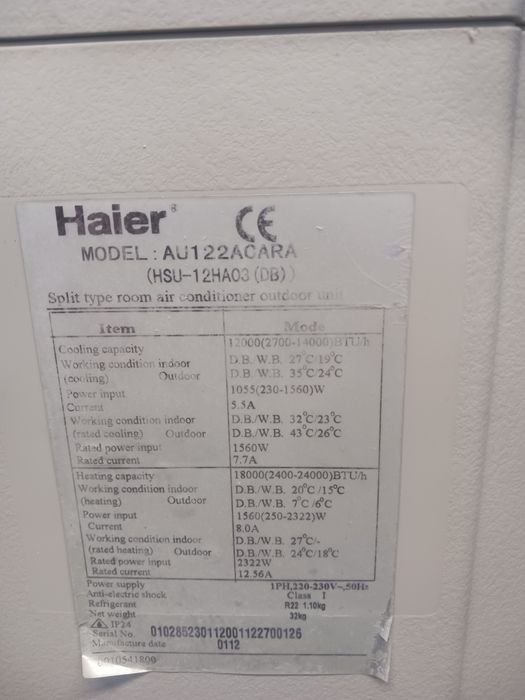 Haier®
CE
MODEL: AU122ACARA
(HSU-12HA03(DB))
Split type room air conditioner outdoor unit
Item Mode
Cooling capacity 12000(2700-14000)BTU/h
Working condition indoor D.B./W.B. 27°C/19°C
(cooling) Outdoor D.B./W.B. 35°C/24°C
Power input 1055(230-1560)W
Current 5.5A
Working condition indoor D.B./W.B. 32°C/23°C
(rated cooling) Outdoor D.B./W.B. 43°C/26°C
Rated power input 1560W
Rated current 7.7A
Heating capacity 18000(2400-24000)BTU/h
Working condition indoor D.B./W.B. 20°C/15°C
(heating) Outdoor D.B./W.B. 7°C/6°C
Power input 1560(250-2322)W
Current 8.0A
Working condition indoor D.B./W.B. 27°C/-
(rated heating) Outdoor D.B./W.B. 24°C/18°C
Rated power input 2322W
Rated current 12.56A
Power supply 1PH,220-230V~,50Hz
Anti-electric shock Class I
Refrigerant R22 1.10kg
Net weight 32kg
IP24
Serial No. 010285230112001122700126
Manufacture date 0112
0010541809